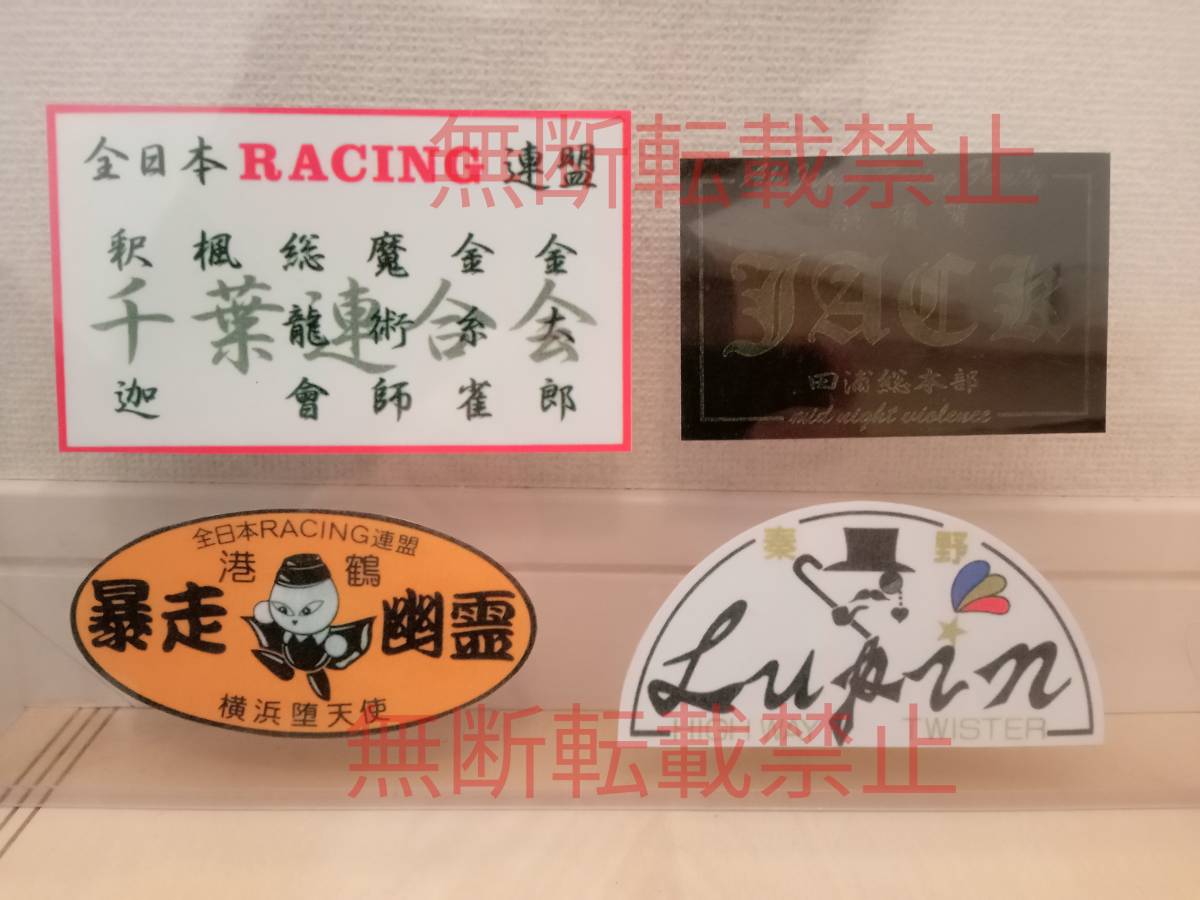 全日本 RACING 連盟
釈迦 楓 総龍會 魔術師 金糸雀 金太郎
千葉連合会
JACK
田浦総本部
mid night violence
全日本RACING連盟
港 鶴
暴走 幽霊
横浜堕天使
秦 野
Lupin
HIGHWAY TWISTER
無断転載禁止
無断転載禁止